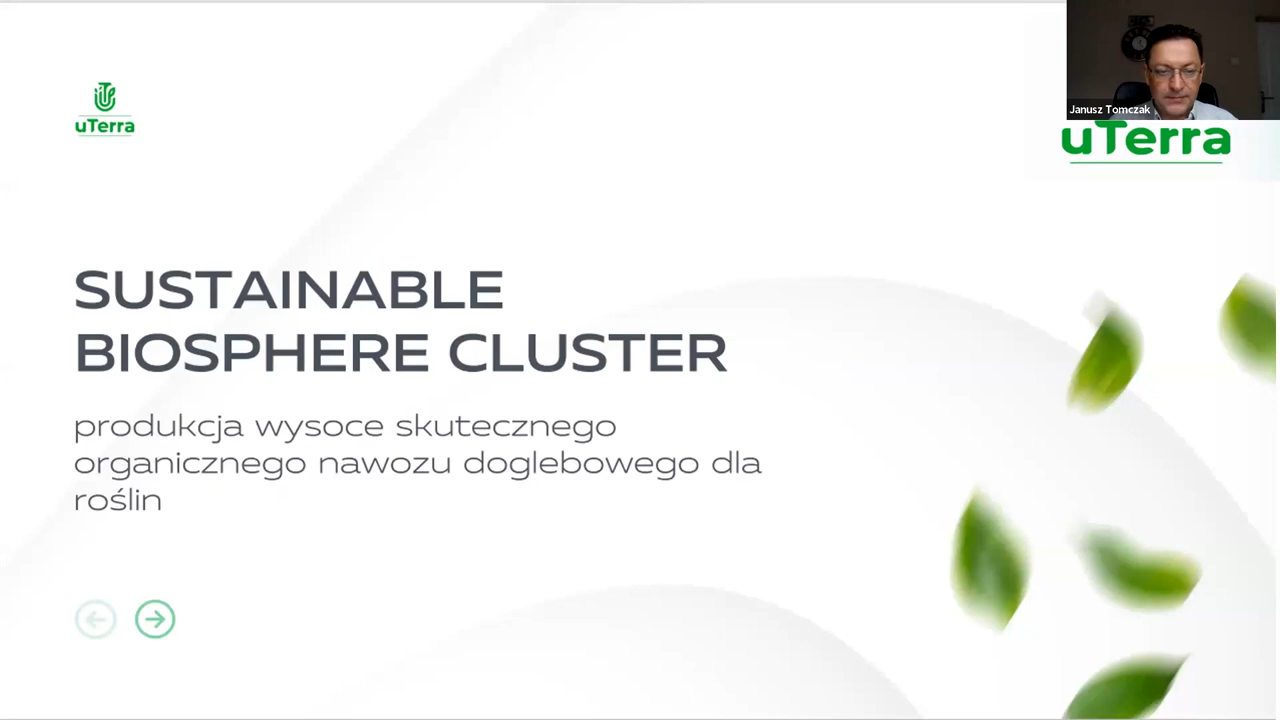 uTerra
Janusz Tomczak
uTerra
SUSTAINABLE
BIOSPHERE CLUSTER
produkcja wysoce skutecznego
organicznego nawozu doglebowego dla
roślin